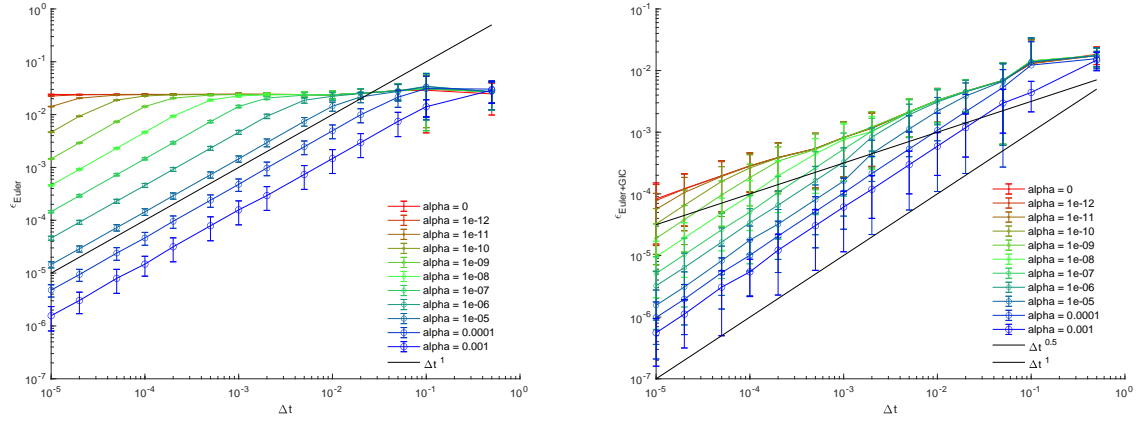 10^0
10^-1
10^-2
10^-3
10^-4
10^-5
10^-6
10^-7
ϵ_Euler
10^-5
10^-4
10^-3
10^-2
10^-1
10^0
Δt
alpha = 0
alpha = 1e-12
alpha = 1e-11
alpha = 1e-10
alpha = 1e-09
alpha = 1e-08
alpha = 1e-07
alpha = 1e-06
alpha = 1e-05
alpha = 0.0001
alpha = 0.001
Δt^1
10^-1
10^-2
10^-3
10^-4
10^-5
10^-6
10^-7
ϵ_Euler+GIC
10^-5
10^-4
10^-3
10^-2
10^-1
10^0
Δt
alpha = 0
alpha = 1e-12
alpha = 1e-11
alpha = 1e-10
alpha = 1e-09
alpha = 1e-08
alpha = 1e-07
alpha = 1e-06
alpha = 1e-05
alpha = 0.0001
alpha = 0.001
Δt^0.5
Δt^1